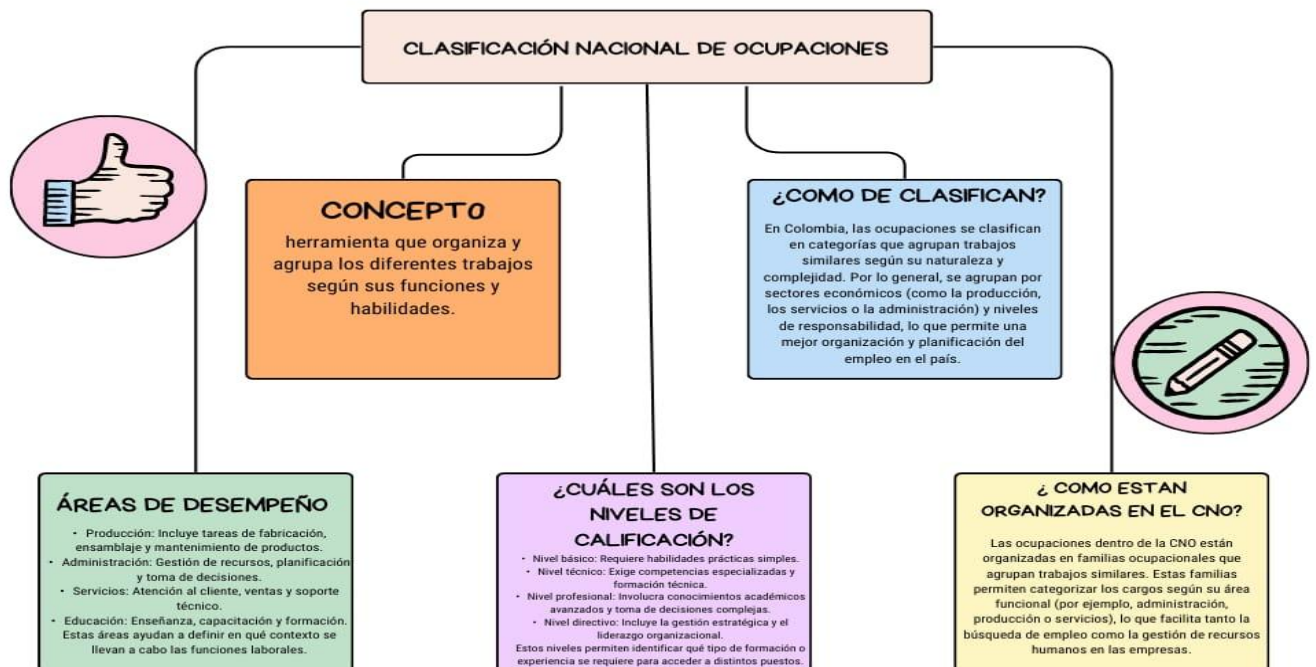 CLASIFICACIÓN NACIONAL DE OCUPACIONES
CONCEPTO
herramienta que organiza y
agrupa los diferentes trabajos
según sus funciones y
habilidades.
¿COMO DE CLASIFICAN?
En Colombia, las ocupaciones se clasifican
en categorías que agrupan trabajos
similares según su naturaleza y
complejidad. Por lo general, se agrupan por
sectores económicos (como la producción,
los servicios o la administración) y niveles
de responsabilidad, lo que permite una
mejor organización y planificación del
empleo en el país.
ÁREAS DE DESEMPEÑO
• Producción: Incluye tareas de fabricación,
ensamblaje y mantenimiento de productos.
• Administración: Gestión de recursos, planificación
y toma de decisiones.
• Servicios: Atención al cliente, ventas y soporte
técnico.
• Educación: Enseñanza, capacitación y formación.
Estas áreas ayudan a definir en qué contexto se
llevan a cabo las funciones laborales.
¿CUÁLES SON LOS
NIVELES DE
CALIFICACIÓN?
• Nivel básico: Requiere habilidades prácticas simples.
• Nivel técnico: Exige competencias especializadas y
formación técnica.
• Nivel profesional: Involucra conocimientos académicos
avanzados y toma de decisiones complejas.
• Nivel directivo: Incluye la gestión estratégica y el
liderazgo organizacional.
Estos niveles permiten identificar qué tipo de formación o
experiencia se requiere para acceder a distintos puestos.
¿ COMO ESTAN
ORGANIZADAS EN EL CNO?
Las ocupaciones dentro de la CNO están
organizadas en familias ocupacionales que
agrupan trabajos similares. Estas familias
permiten categorizar los cargos según su área
funcional (por ejemplo, administración,
producción o servicios), lo que facilita tanto la
búsqueda de empleo como la gestión de recursos
humanos en las empresas.